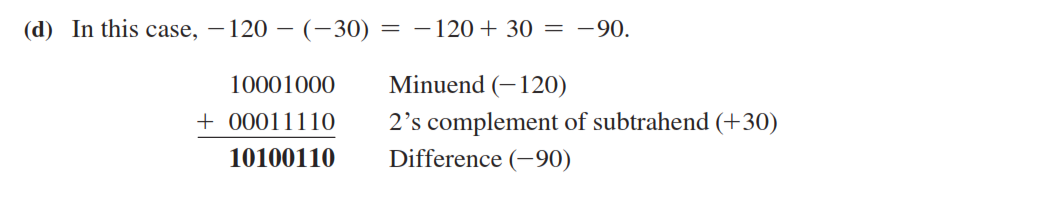 (d) In this case, −120 − (−30) = −120 + 30 = −90.
10001000 Minuend (−120)
+ 00011110 2’s complement of subtrahend (+30)
10100110 Difference (−90)